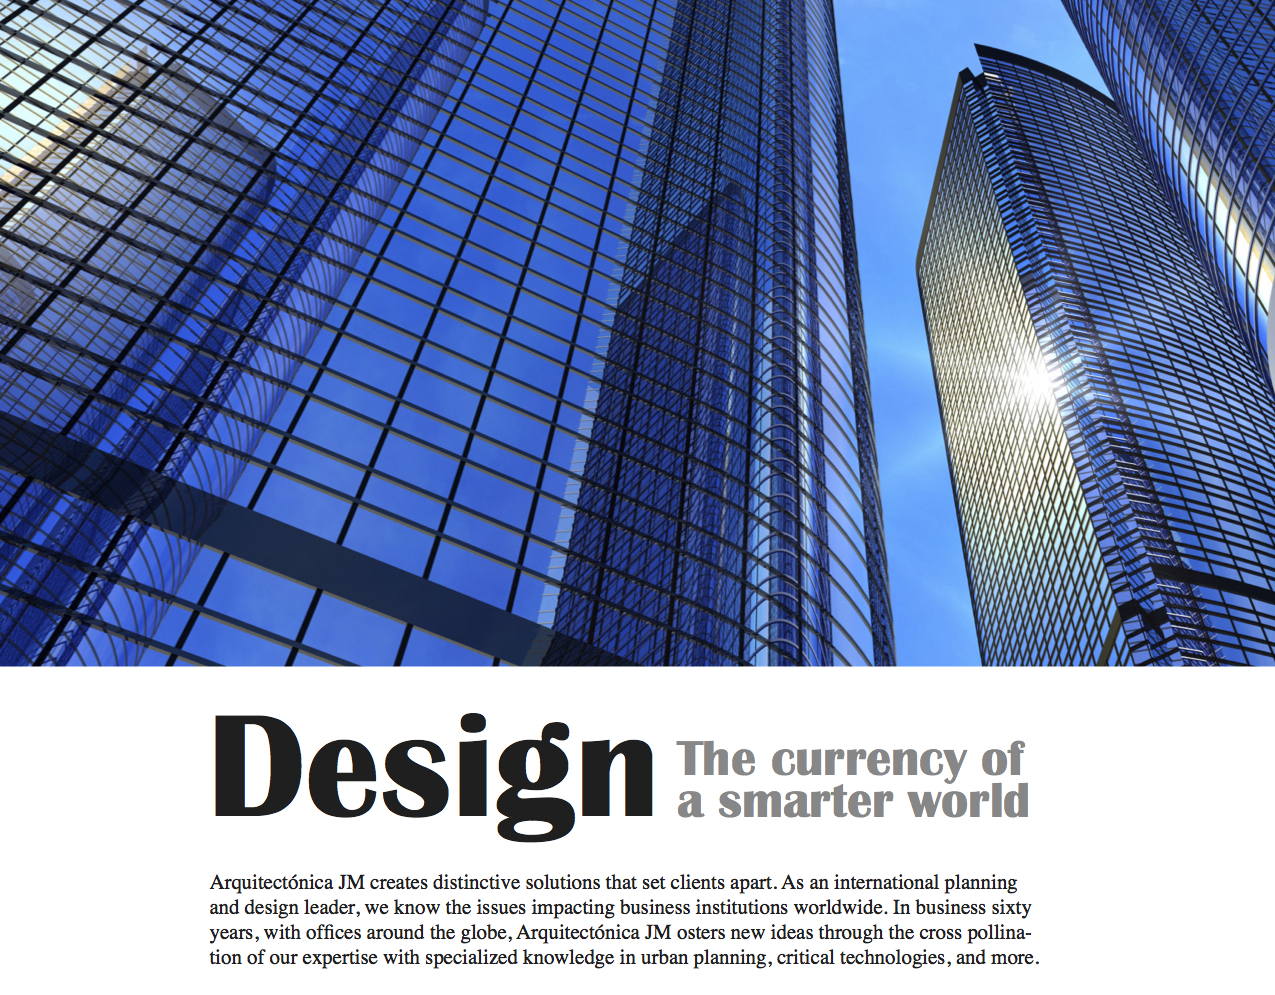 Design
The currency of
a smarter world
Arquitectónica JM creates distinctive solutions that set clients apart. As an international planning
and design leader, we know the issues impacting business institutions worldwide. In business sixty
years, with offices around the globe, Arquitectónica JM osters new ideas through the cross pollina-
tion of our expertise with specialized knowledge in urban planning, critical technologies, and more.